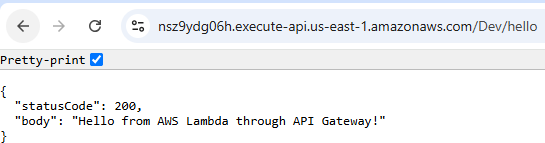 nsz9ydg06h.execute-api.us-east-1.amazonaws.com/Dev/hello
Pretty-print
{
  "statusCode": 200,
  "body": "Hello from AWS Lambda through API Gateway!"
}